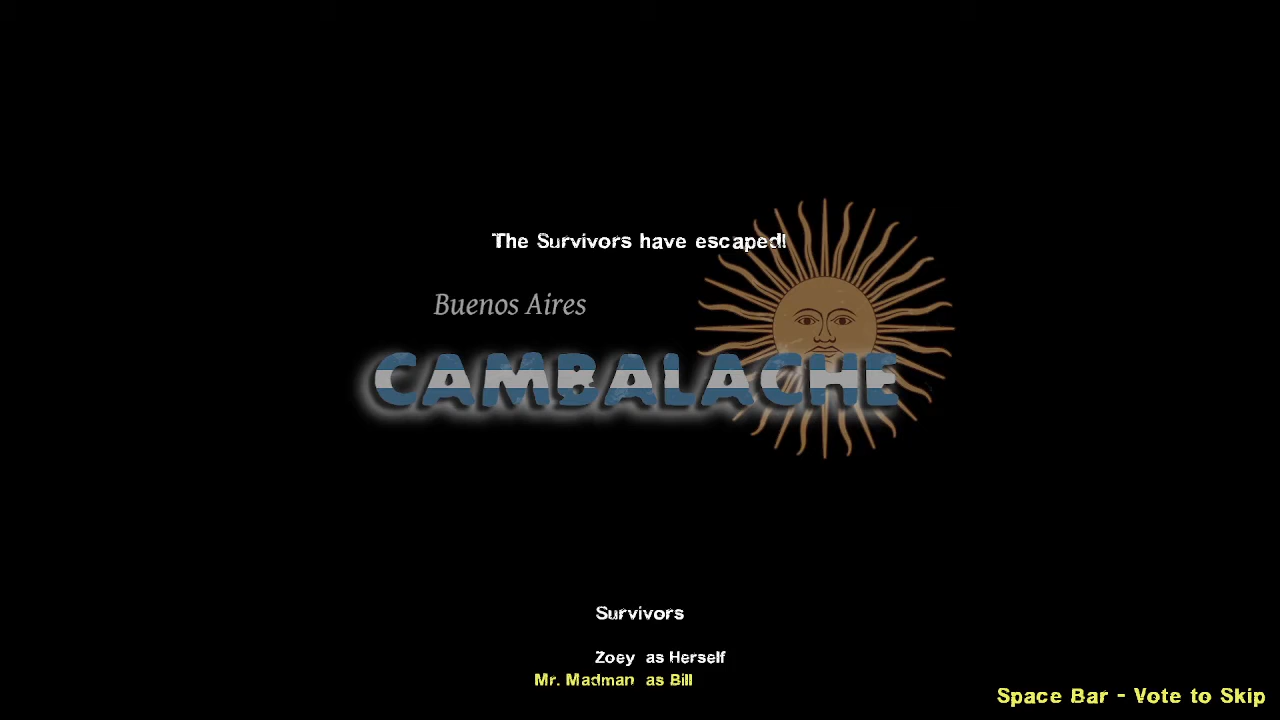 The Survivors have escaped!
Buenos Aires
CAMBALACHE
Survivors
Zoey as Herself
Mr. Madman as Bill
Space Bar - Vote to Skip